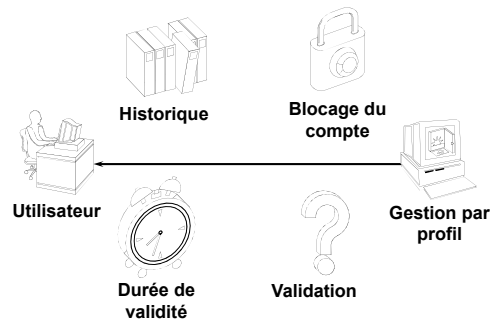 Historique
Blocage du
compte
Utilisateur
Gestion par
profil
Durée de
validité
Validation